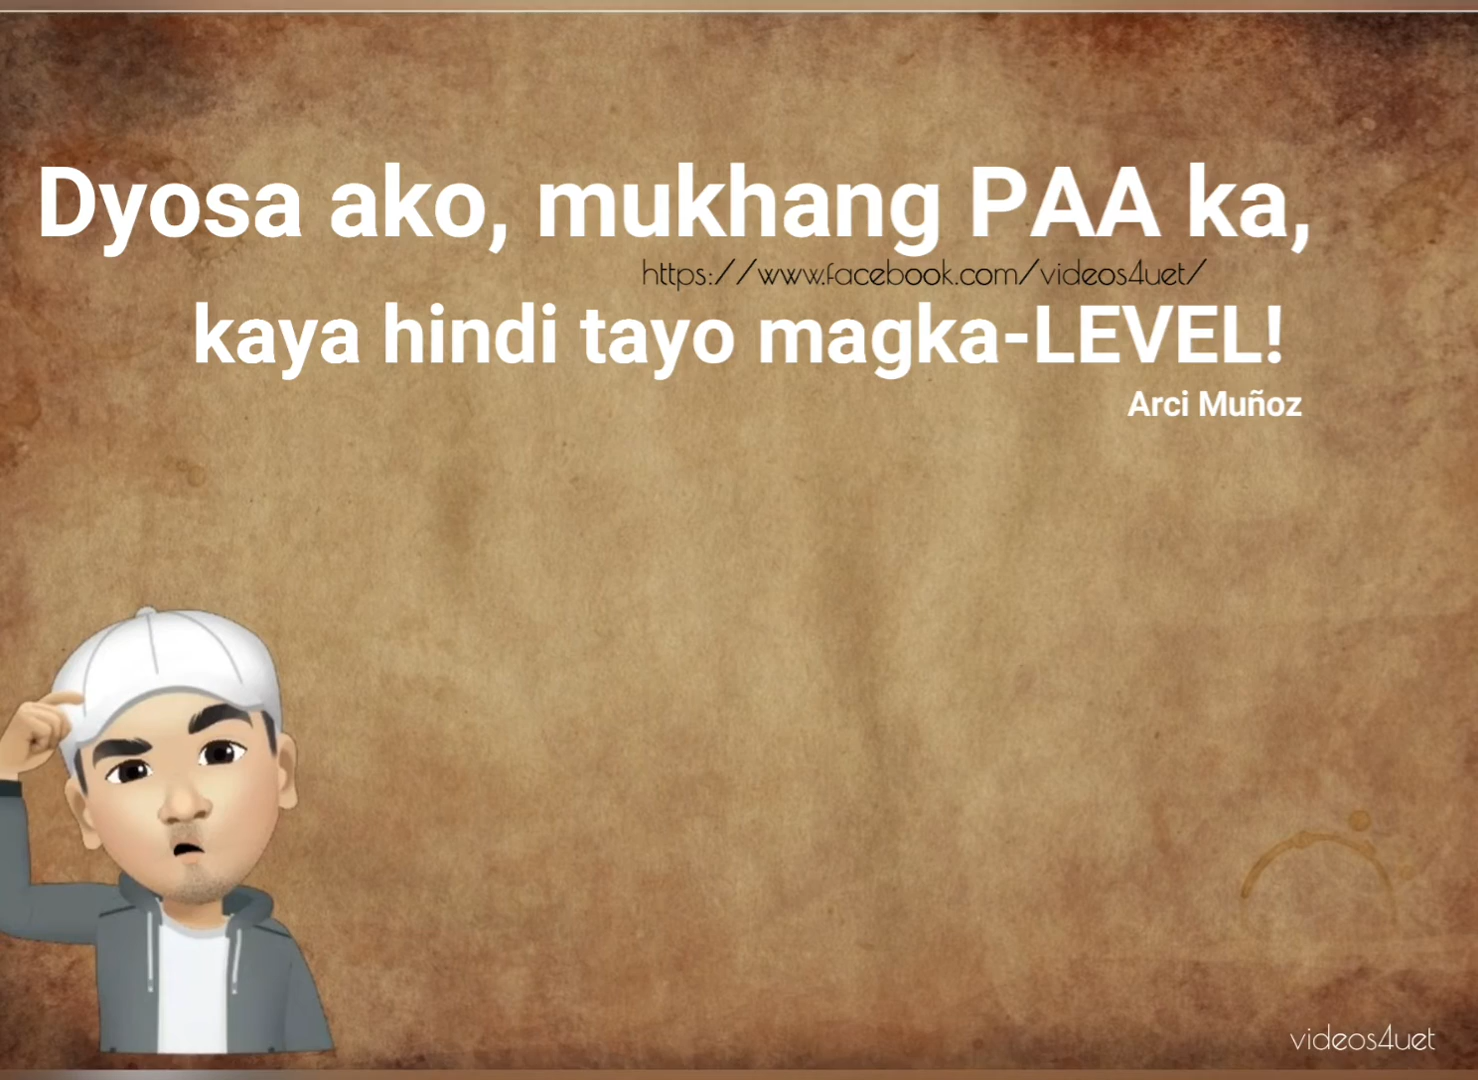 Dyosa ako, mukhang PAA ka,
https://www.facebook.com/videos4uet/
kaya hindi tayo magka-LEVEL!
Arci Muñoz
videos4uet